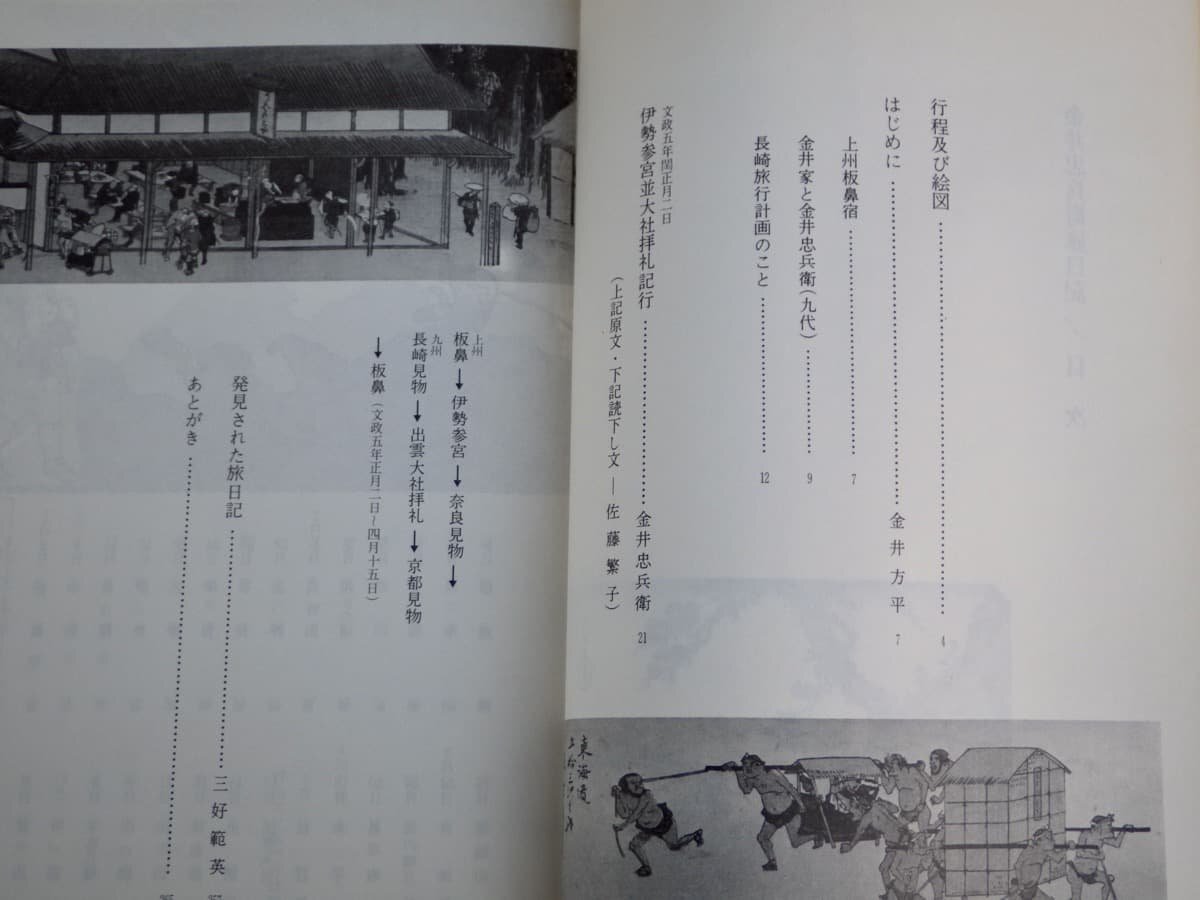 行程及び絵図……………………………………4
はじめに……………………………………金井方平 7
上州板鼻宿……………………………7
金井家と金井忠兵衛(九代)…………9
長崎旅行計画のこと……………………12
文政五年閏正月二日
伊勢参宮並大社拝礼記行……………………金井忠兵衛 21
(上記原文・下記読下し文―佐藤繁子)
上州
板鼻→伊勢参宮→奈良見物→
九州
長崎見物→出雲大社拝礼→京都見物
→板鼻(文政五年正月二日~四月十五日)
発見された旅日記……………………………三好範英
あとがき……………………………………………
東海道